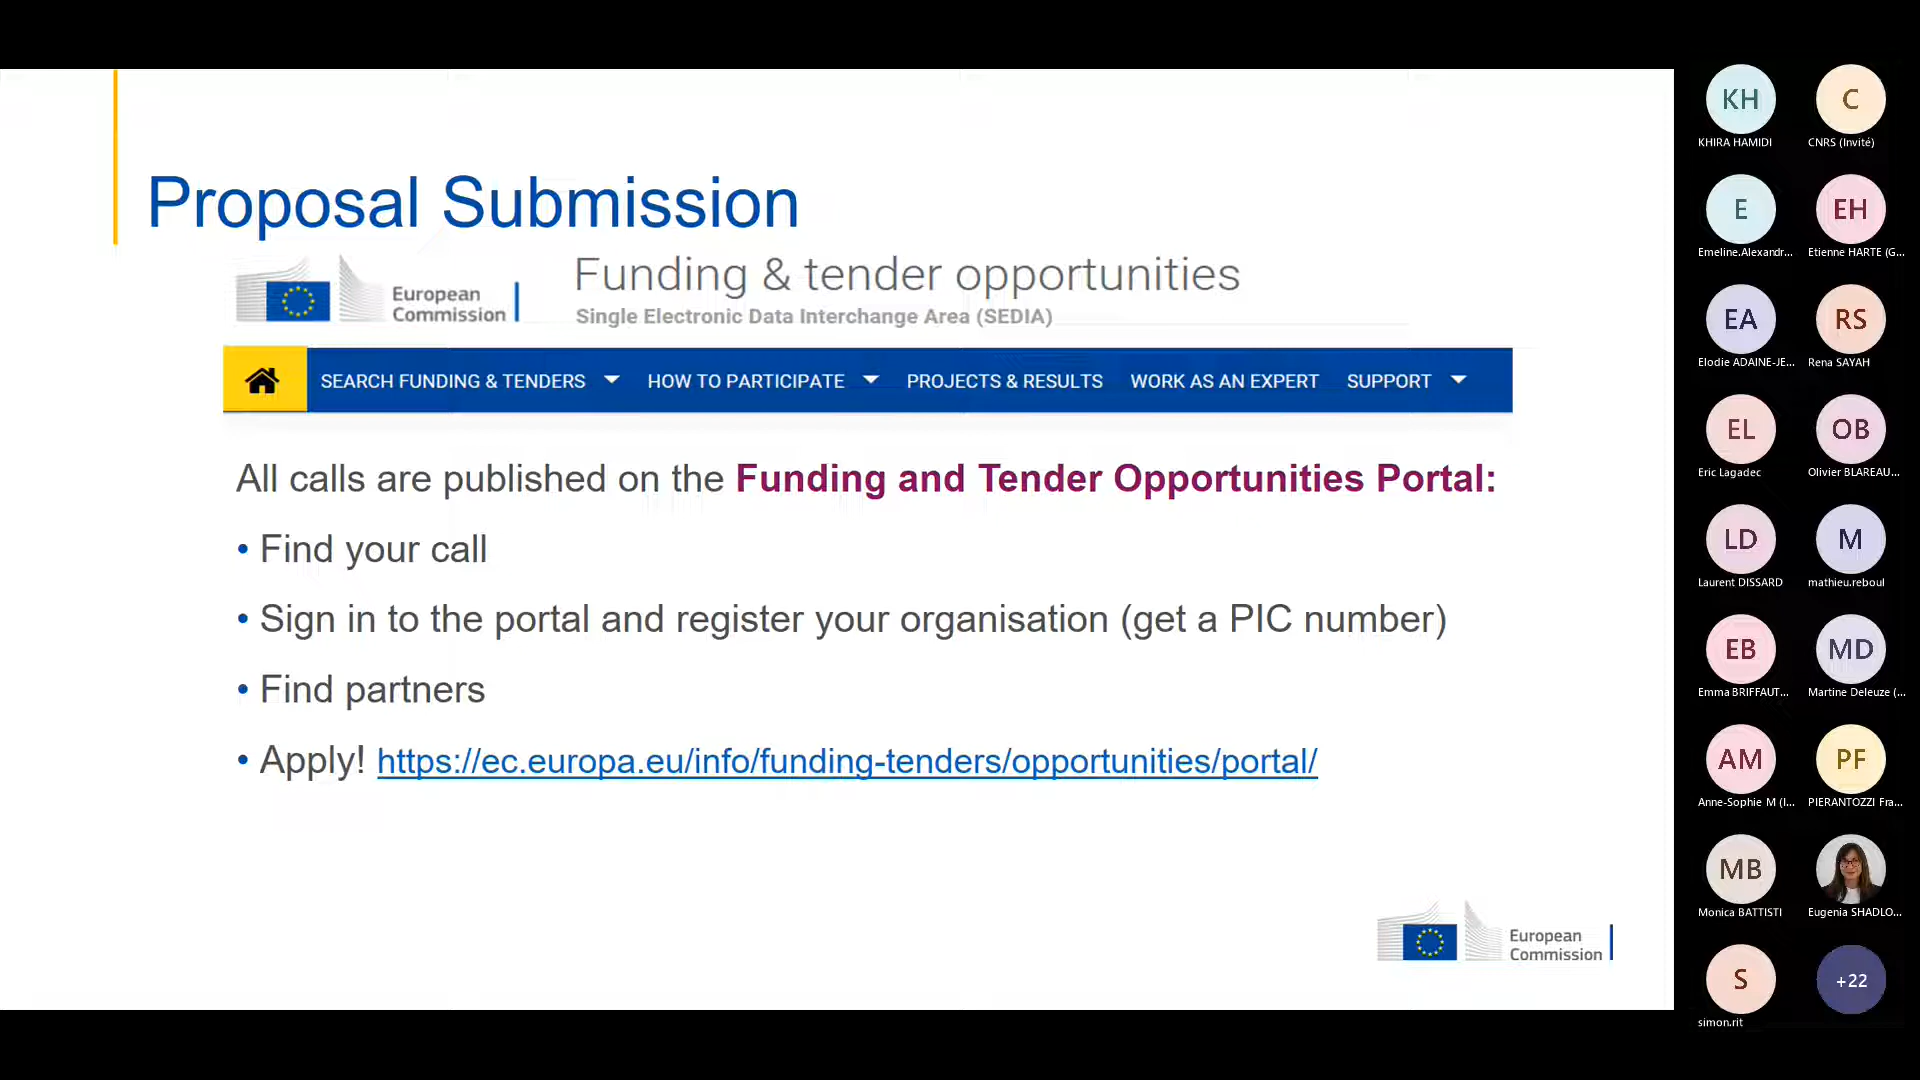 Proposal Submission
European
Commission
Funding & tender opportunities
Single Electronic Data Interchange Area (SEDIA)
SEARCH FUNDING & TENDERS HOW TO PARTICIPATE PROJECTS & RESULTS WORK AS AN EXPERT SUPPORT
All calls are published on the Funding and Tender Opportunities Portal:
• Find your call
• Sign in to the portal and register your organisation (get a PIC number)
• Find partners
• Apply! https://ec.europa.eu/info/funding-tenders/opportunities/portal/
European
Commission
KH C
KHIRA HAMIDI CNRS (Invité)
E EH
Emeline.Alexandr... Etienne HARTE (G...
EA RS
Elodie ADAINE-JE... Rena SAYAH
EL OB
Eric Lagadec Olivier BLAREAU...
LD M
Laurent DISSARD mathieu.reboul
EB MD
Emma BRIFFAUT... Martine Deleuze (...
AM PF
Anne-Sophie M (I... PIERANTOZZI Fra...
MB
Monica BATTISTI Eugenia SHADLO...
S +22
simon.rit